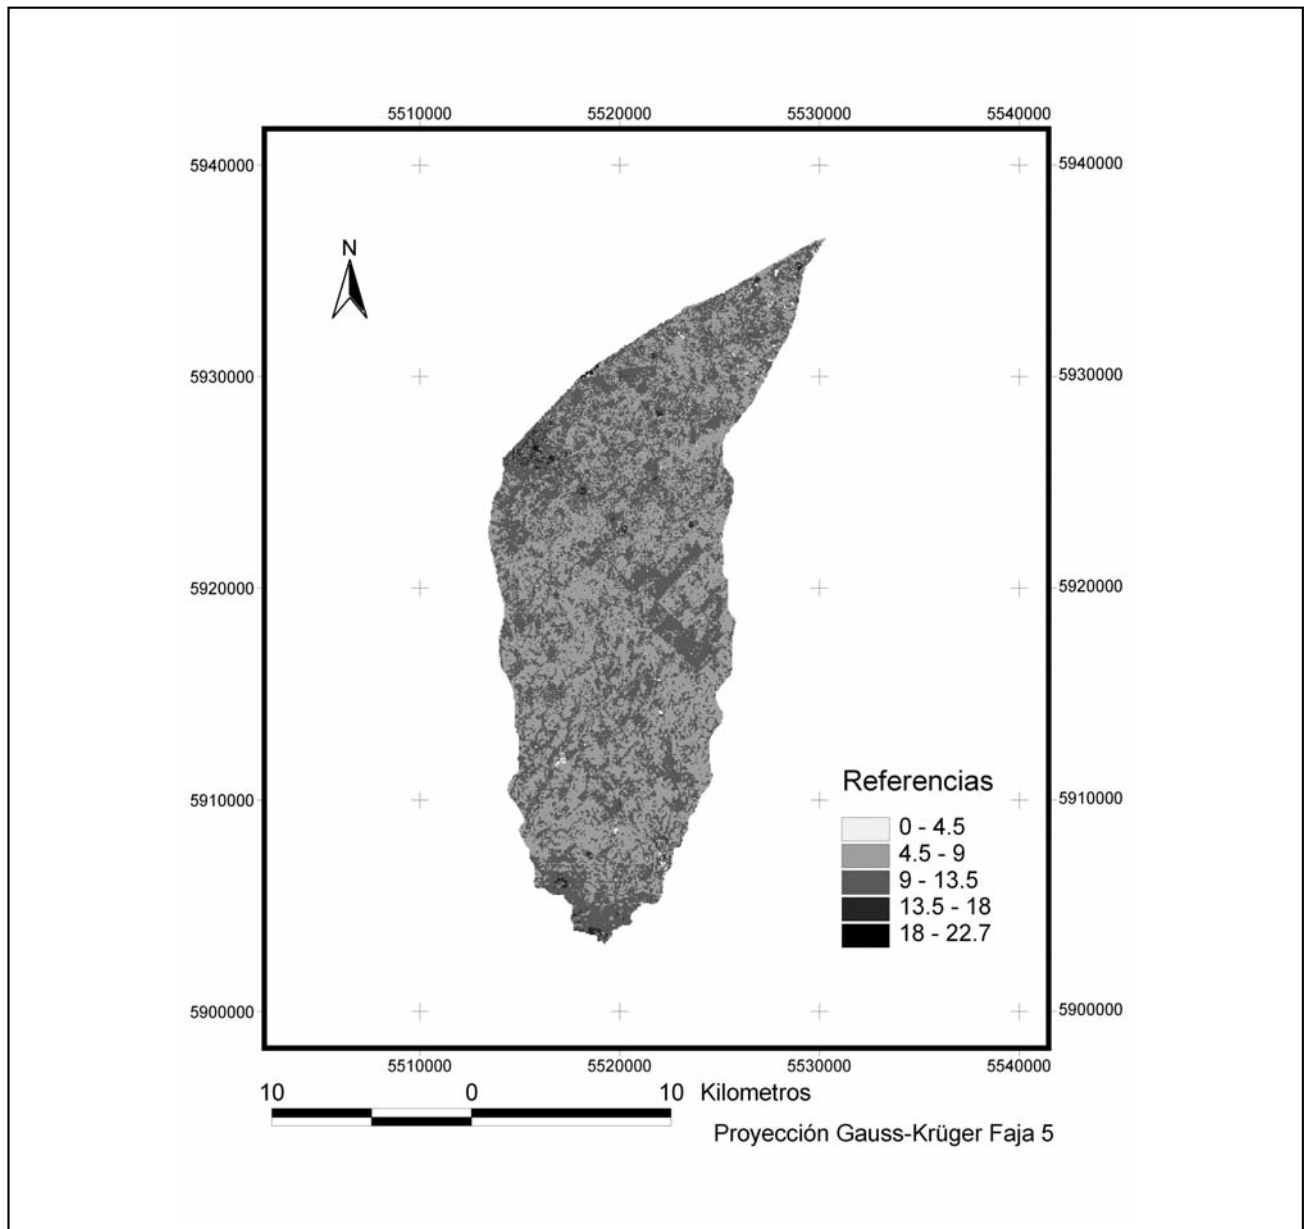 5510000 5520000 5530000 5540000
5940000 5940000
N
5930000 5930000
5920000 5920000
Referencias
5910000 5910000
0 - 4.5
4.5 - 9
9 - 13.5
13.5 - 18
18 - 22.7
5900000 5900000
5510000 5520000 5530000 5540000
10 0 10 Kilometros
Proyección Gauss-Krüger Faja 5